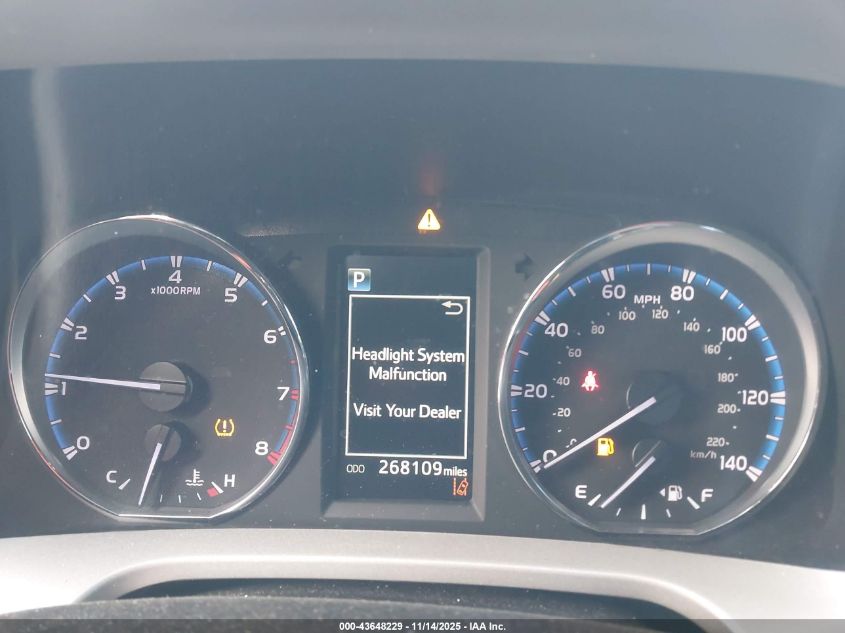 P
Headlight System
Malfunction
Visit Your Dealer
ODO 268109 miles
0 1 2 3 4 5 6 7 8
x1000RPM
C H
0 20 40 60 80 100 120 140
MPH
0 20 40 60 80 100 120 140 160 180 200 220
km/h
E F
000-43648229 - 11/14/2025 - IAA Inc.